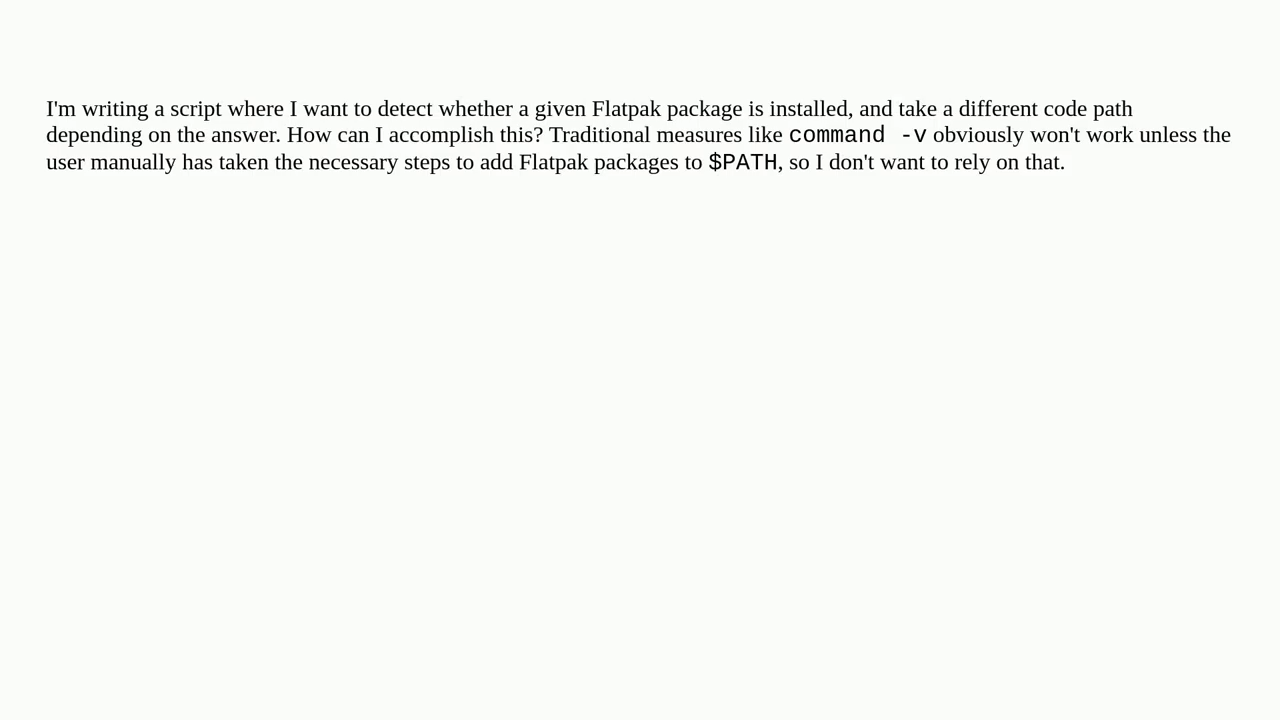 I'm writing a script where I want to detect whether a given Flatpak package is installed, and take a different code path
depending on the answer. How can I accomplish this? Traditional measures like command -v obviously won't work unless the
user manually has taken the necessary steps to add Flatpak packages to $PATH, so I don't want to rely on that.